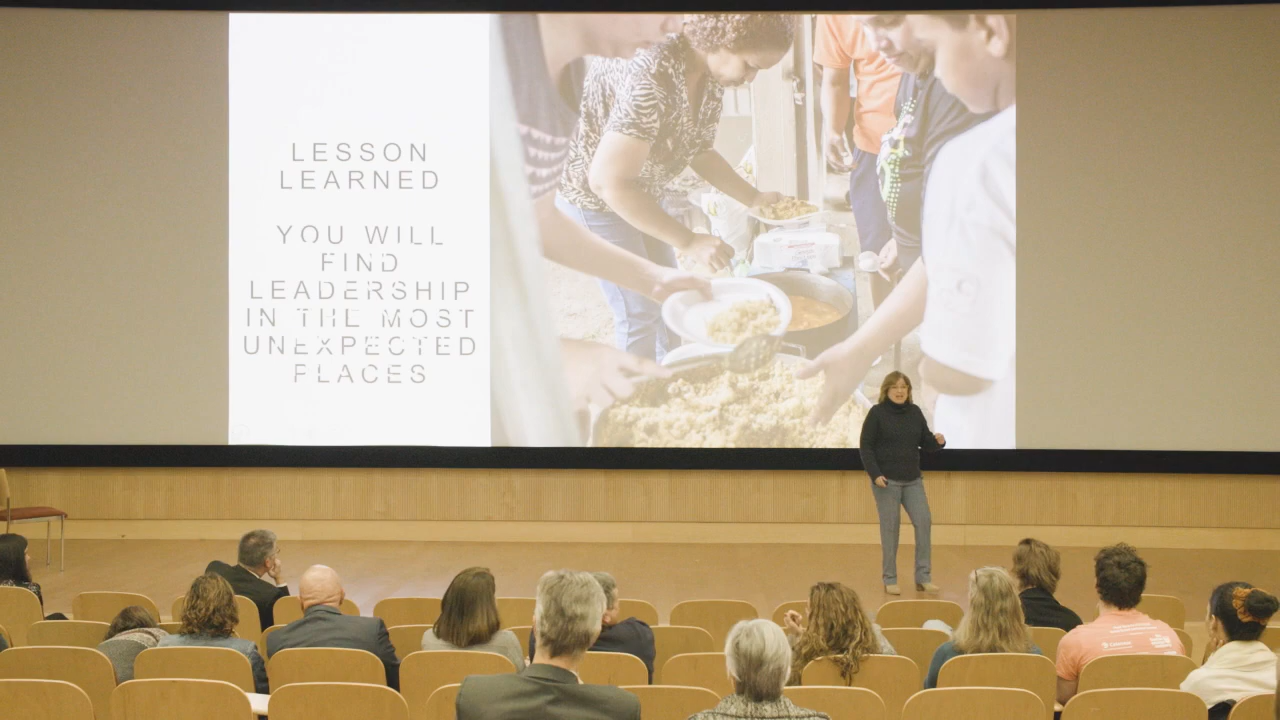 LESSON
LEARNED
YOU WILL
FIND
LEADERSHIP
IN THE MOST
UNEXPECTED
PLACES